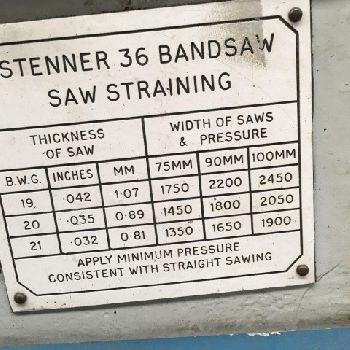 STENNER 36 BANDSAW
SAW STRAINING
THICKNESS OF SAW
WIDTH OF SAWS & PRESSURE
B.W.G. INCHES MM 75MM 90MM 100MM
19 .042 1.07 1750 2200 2450
20 .035 0.89 1450 1800 2050
21 .032 0.81 1350 1650 1900
APPLY MINIMUM PRESSURE
CONSISTENT WITH STRAIGHT SAWING